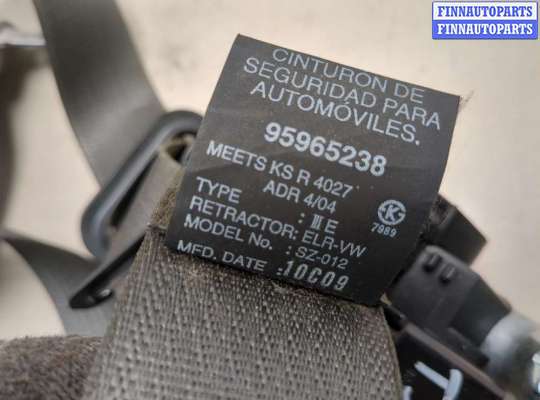 FINNAUTOPARTS
FINNAUTOPARTS
CINTURON DE
SEGURIDAD PARA
AUTOMÓVILES.
95965238
MEETS KS R 4027
ADR 4/04
TYPE : Ⅲ E
RETRACTOR: ELR-VW
MODEL No. : SZ-012
MFD. DATE :10C09
K
7989